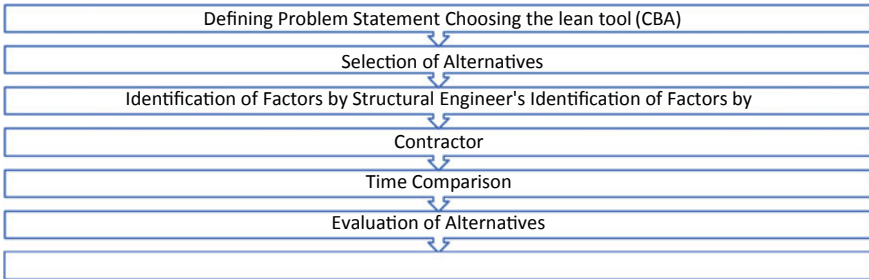 Defining Problem Statement Choosing the lean tool (CBA)
Selection of Alternatives
Identification of Factors by Structural Engineer's Identification of Factors by
Contractor
Time Comparison
Evaluation of Alternatives